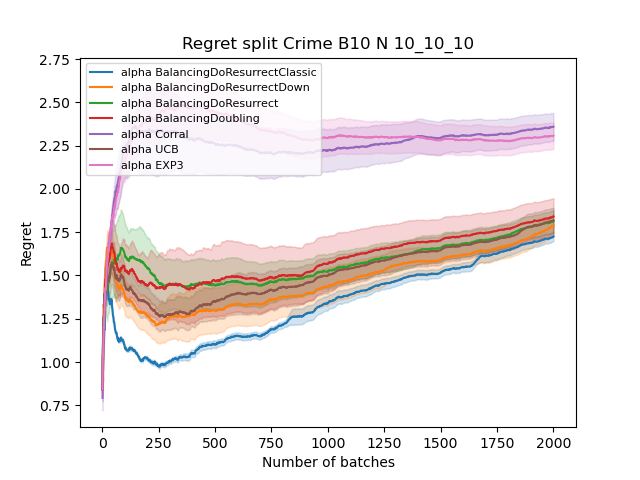 Regret split Crime B10 N 10_10_10
2.75
2.50
2.25
2.00
1.75
1.50
1.25
1.00
0.75
Regret
alpha BalancingDoResurrectClassic
alpha BalancingDoResurrectDown
alpha BalancingDoResurrect
alpha BalancingDoubling
alpha Corral
alpha UCB
alpha EXP3
0 250 500 750 1000 1250 1500 1750 2000
Number of batches